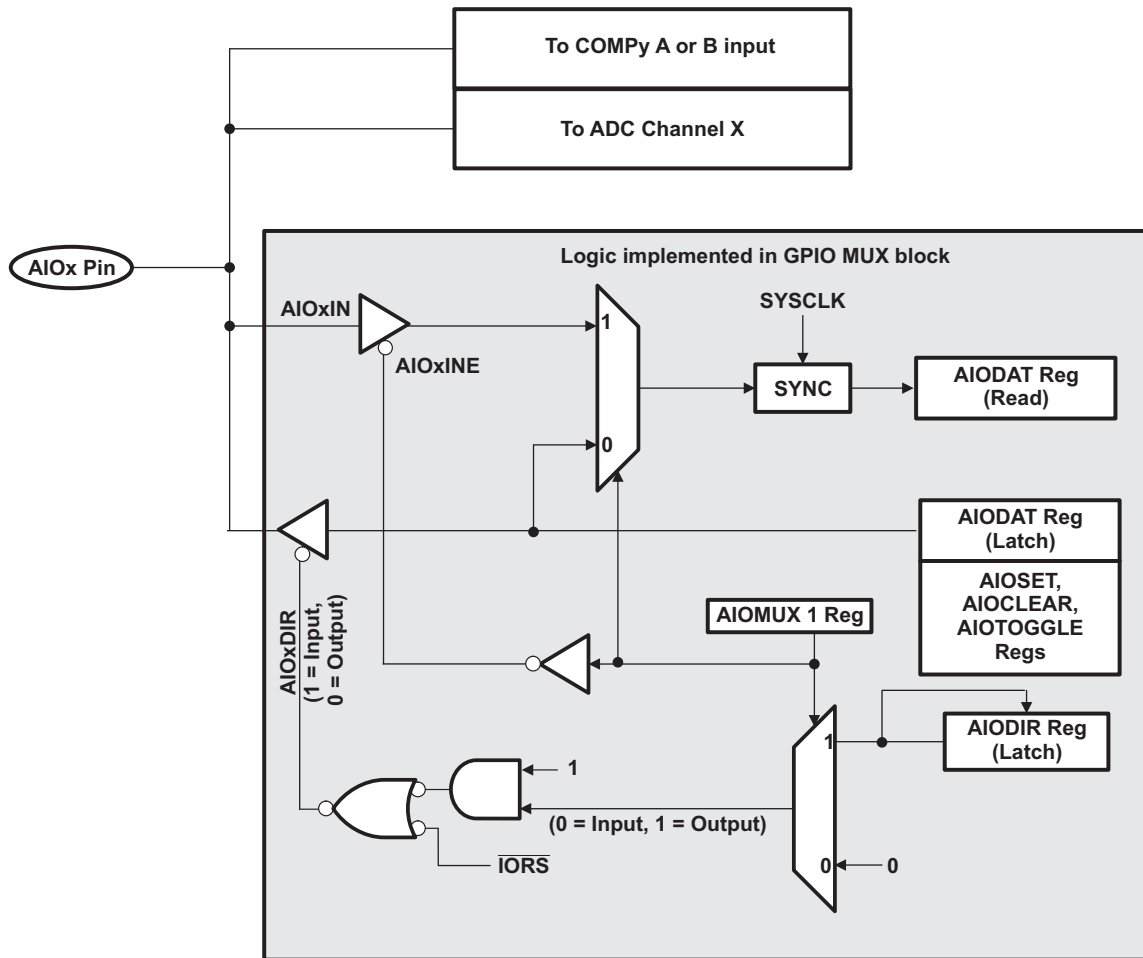 To COMPy A or B input
To ADC Channel X
AIOx Pin
Logic implemented in GPIO MUX block
AIOxIN
SYSCLK
1
AIOxINE
SYNC
AIODAT Reg
(Read)
0
AIODAT Reg
(Latch)
AIOSET,
AIOCLEAR,
AIOTOGGLE
Regs
AIOMUX 1 Reg
AIOxDIR
(1 = Input,
0 = Output)
1
AIODIR Reg
(Latch)
1
(0 = Input, 1 = Output)
IORS
0
0